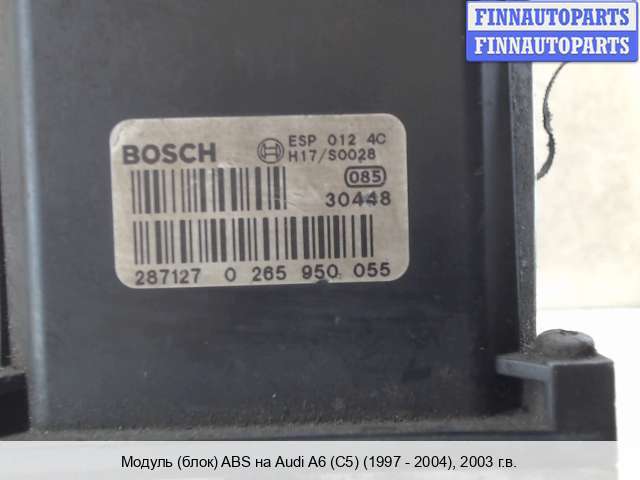 FINNAUTOPARTS
FINNAUTOPARTS
BOSCH
ESP 012 4C
H17/S0028
085
30448
287127 0 265 950 055
Модуль (блок) ABS на Audi A6 (C5) (1997 - 2004), 2003 г.в.